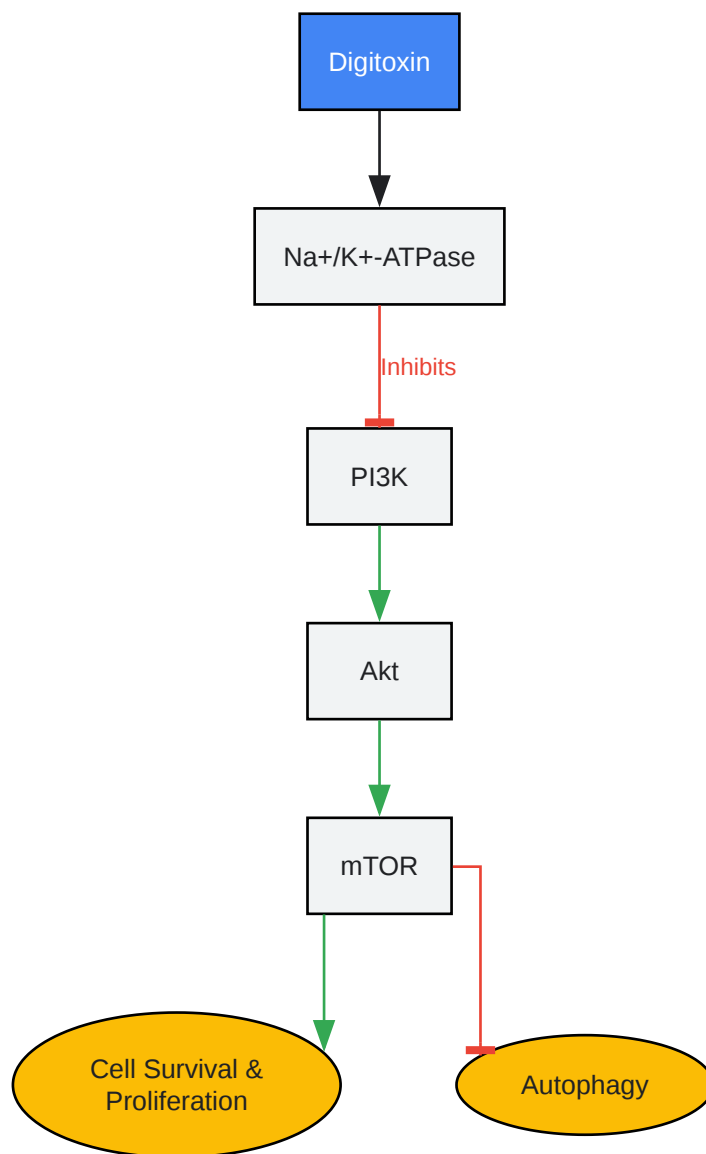 Digitoxin
Na+/K+-ATPase
Inhibits
PI3K
Akt
mTOR
Cell Survival &
Proliferation
Autophagy